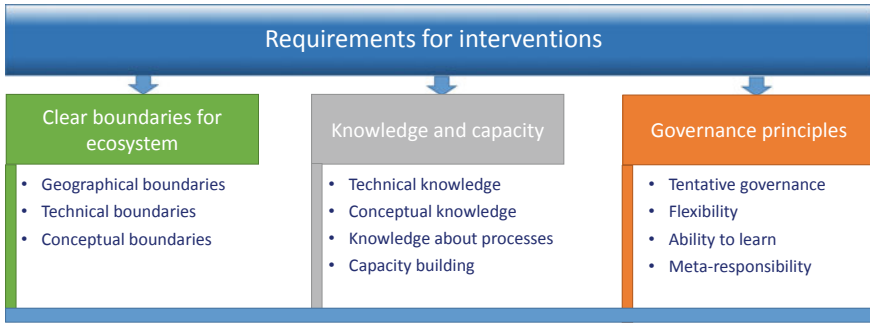 Requirements for interventions
Clear boundaries for
ecosystem
• Geographical boundaries
• Technical boundaries
• Conceptual boundaries
Knowledge and capacity
• Technical knowledge
• Conceptual knowledge
• Knowledge about processes
• Capacity building
Governance principles
• Tentative governance
• Flexibility
• Ability to learn
• Meta-responsibility